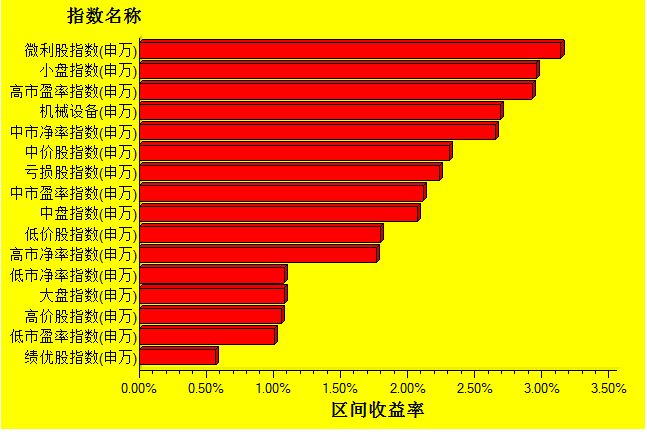 指数名称
微利股指数(申万)
小盘指数(申万)
高市盈率指数(申万)
机械设备(申万)
中市净率指数(申万)
中价股指数(申万)
亏损股指数(申万)
中市盈率指数(申万)
中盘指数(申万)
低价股指数(申万)
高市净率指数(申万)
低市净率指数(申万)
大盘指数(申万)
高价股指数(申万)
低市盈率指数(申万)
绩优股指数(申万)
0.00% 0.50% 1.00% 1.50% 2.00% 2.50% 3.00% 3.50%
区间收益率